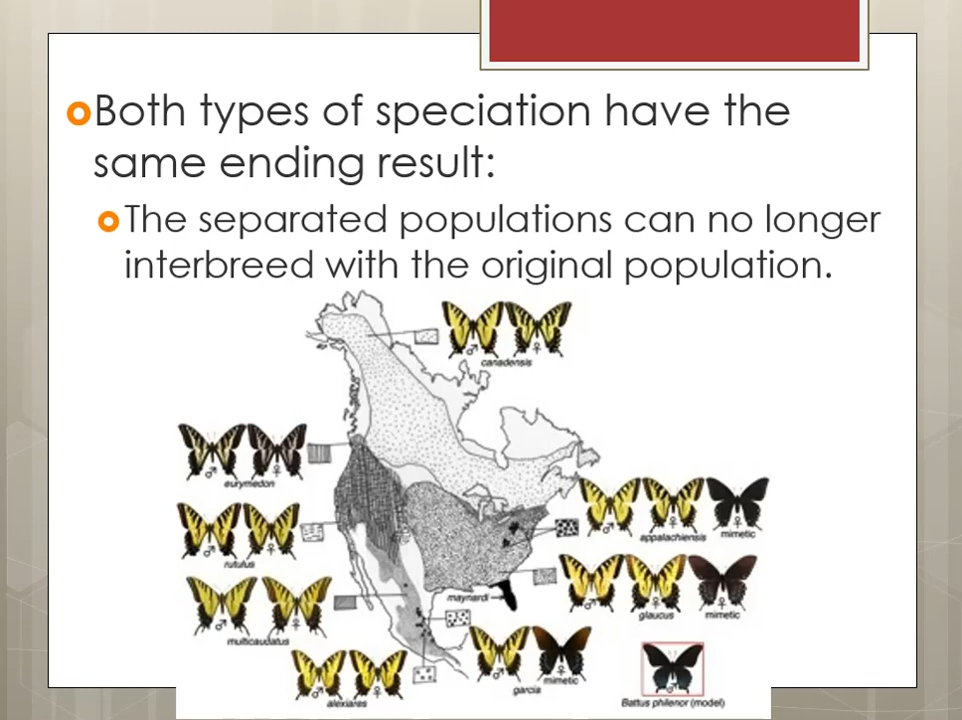 Both types of speciation have the
same ending result:
The separated populations can no longer
interbreed with the original population.
♂ ♀
canadensis
♂ ♀
eurymedon
♂ ♀ ♀
appalachiensis mimetic
♂ ♀
rutulus
♂ ♀ ♀
glaucus mimetic
maynardi
♂ ♀
multicaudatus
♂ ♀
garcia mimetic
♂ ♀
alexiares
♂
Battus philenor (model)